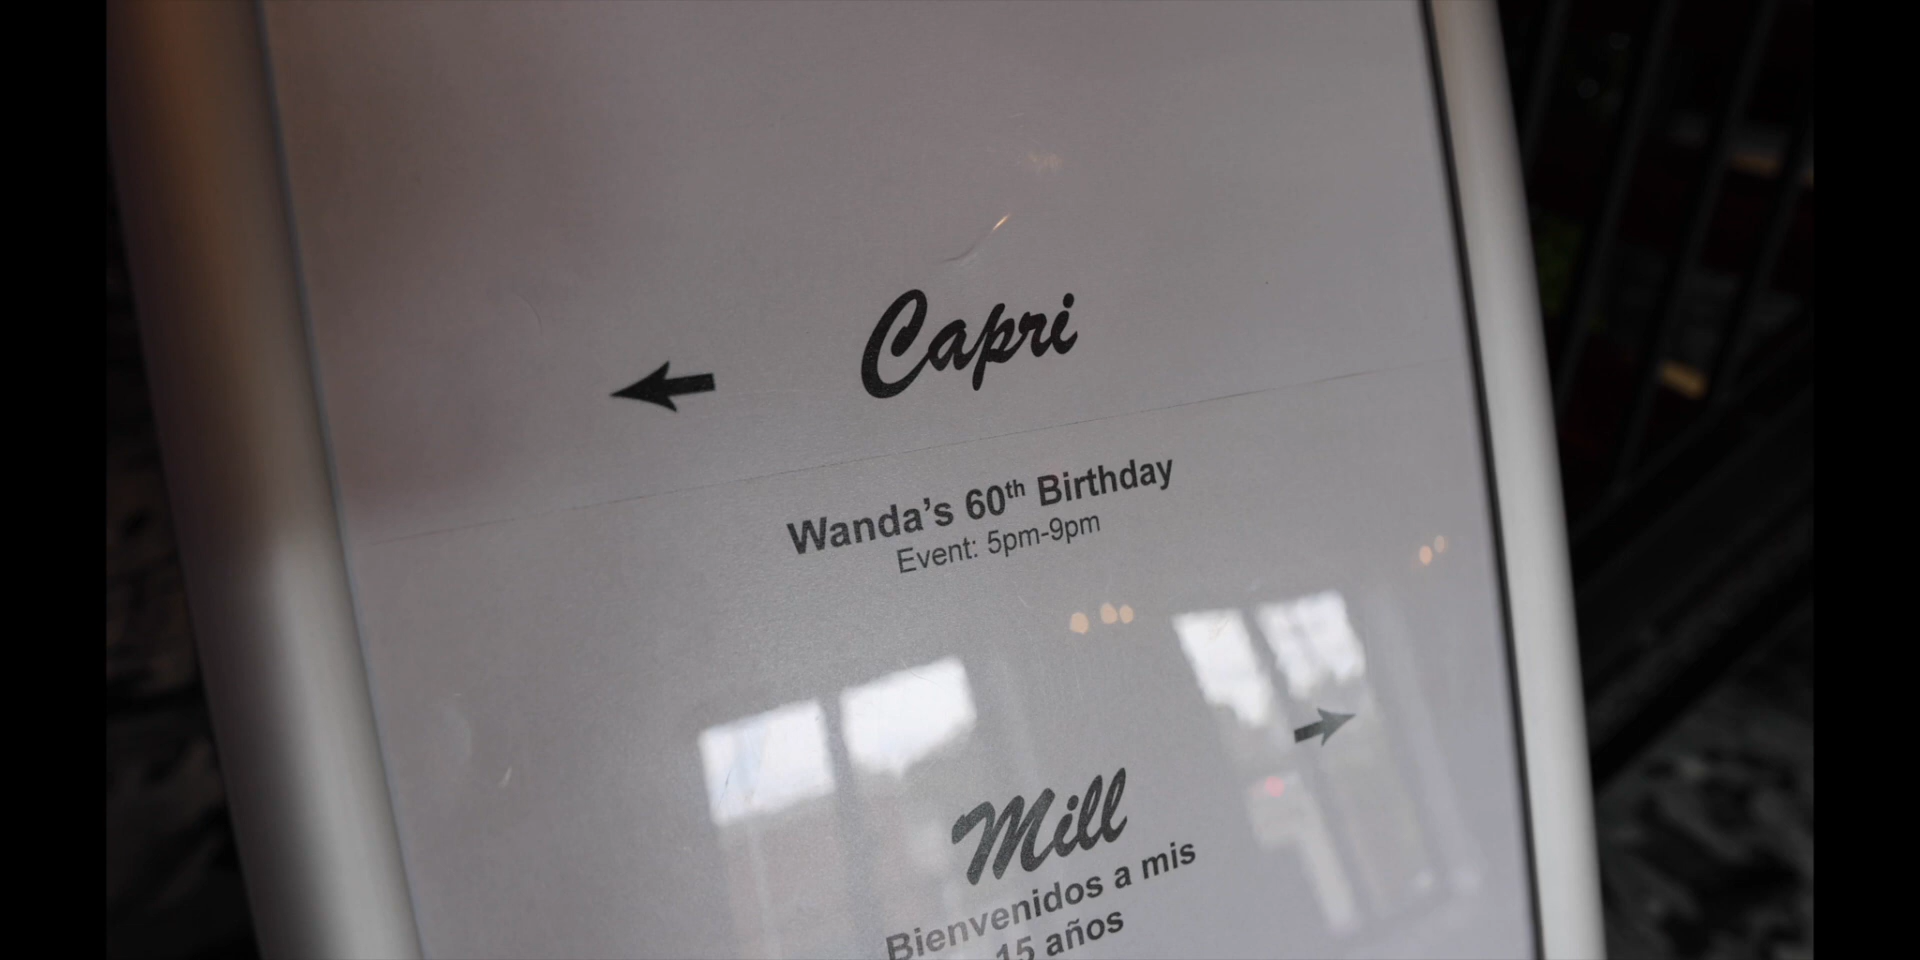 Capri
Wanda's 60th Birthday
Event: 5pm-9pm
Mill
Bienvenidos a mis
15 años